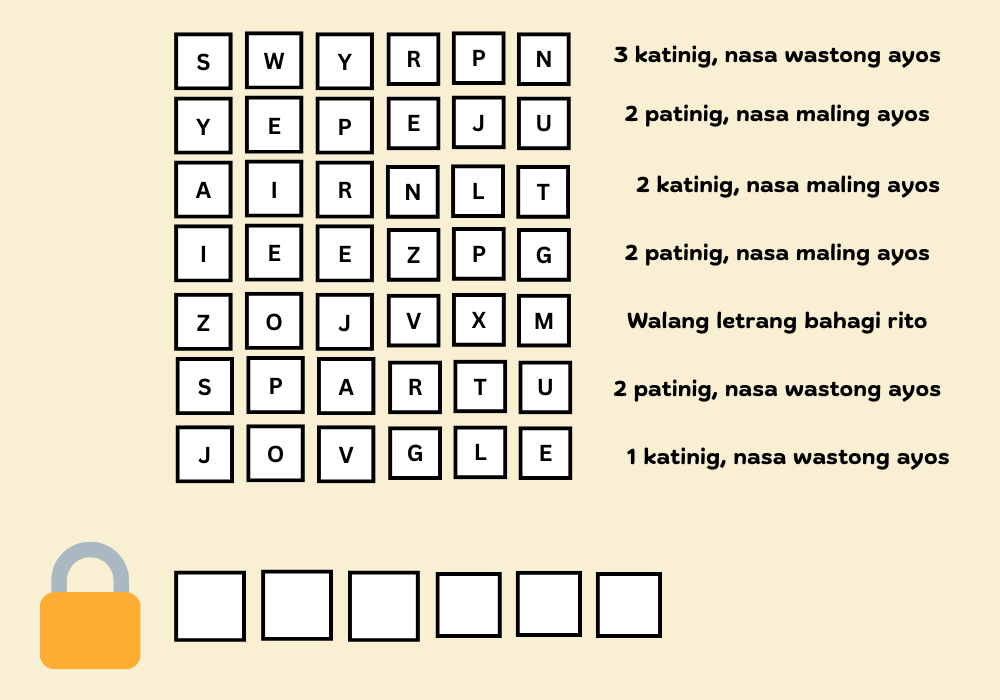 S W Y R P N 3 katinig, nasa wastong ayos
Y E P E J U 2 patinig, nasa maling ayos
A I R N L T 2 katinig, nasa maling ayos
I E E Z P G 2 patinig, nasa maling ayos
Z O J V X M Walang letrang bahagi rito
S P A R T U 2 patinig, nasa wastong ayos
J O V G L E 1 katinig, nasa wastong ayos